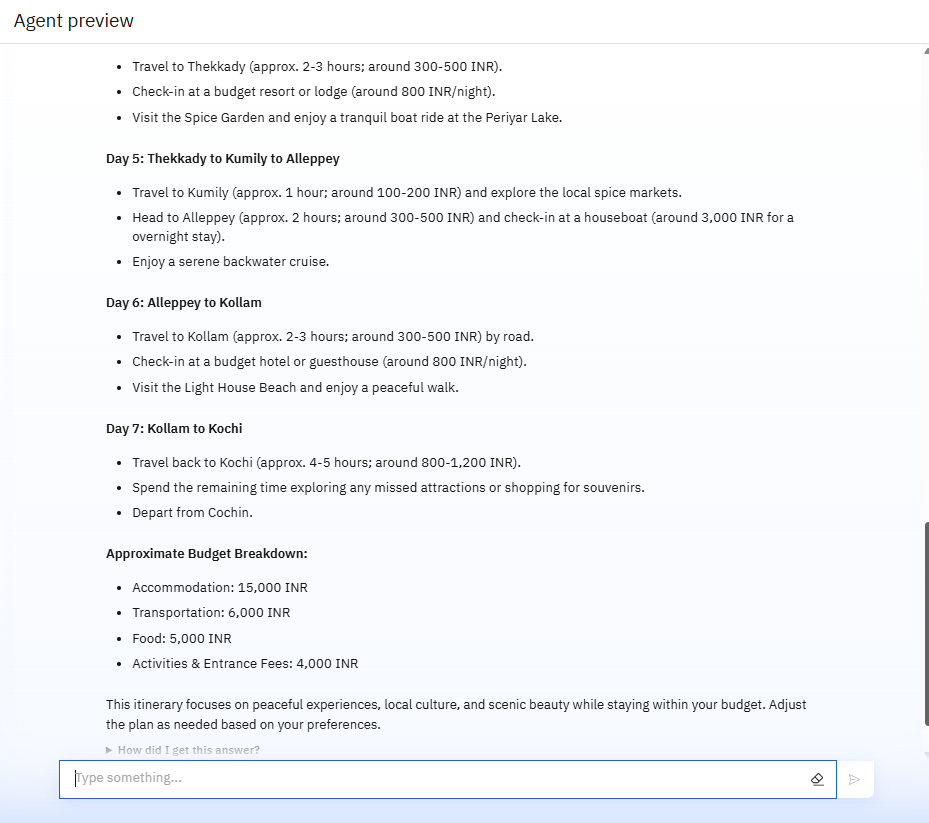 Agent preview
Travel to Thekkady (approx. 2-3 hours; around 300-500 INR).
Check-in at a budget resort or lodge (around 800 INR/night).
Visit the Spice Garden and enjoy a tranquil boat ride at the Periyar Lake.
Day 5: Thekkady to Kumily to Alleppey
Travel to Kumily (approx. 1 hour; around 100-200 INR) and explore the local spice markets.
Head to Alleppey (approx. 2 hours; around 300-500 INR) and check-in at a houseboat (around 3,000 INR for a
overnight stay).
Enjoy a serene backwater cruise.
Day 6: Alleppey to Kollam
Travel to Kollam (approx. 2-3 hours; around 300-500 INR) by road.
Check-in at a budget hotel or guesthouse (around 800 INR/night).
Visit the Light House Beach and enjoy a peaceful walk.
Day 7: Kollam to Kochi
Travel back to Kochi (approx. 4-5 hours; around 800-1,200 INR).
Spend the remaining time exploring any missed attractions or shopping for souvenirs.
Depart from Cochin.
Approximate Budget Breakdown:
Accommodation: 15,000 INR
Transportation: 6,000 INR
Food: 5,000 INR
Activities & Entrance Fees: 4,000 INR
This itinerary focuses on peaceful experiences, local culture, and scenic beauty while staying within your budget. Adjust
the plan as needed based on your preferences.
How did I get this answer?
Type something...